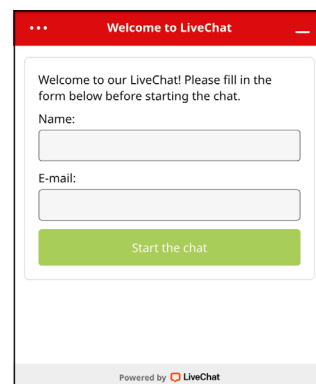 Welcome to LiveChat
Welcome to our LiveChat! Please fill in the
form below before starting the chat.
Name:
E-mail:
Start the chat
Powered by LiveChat